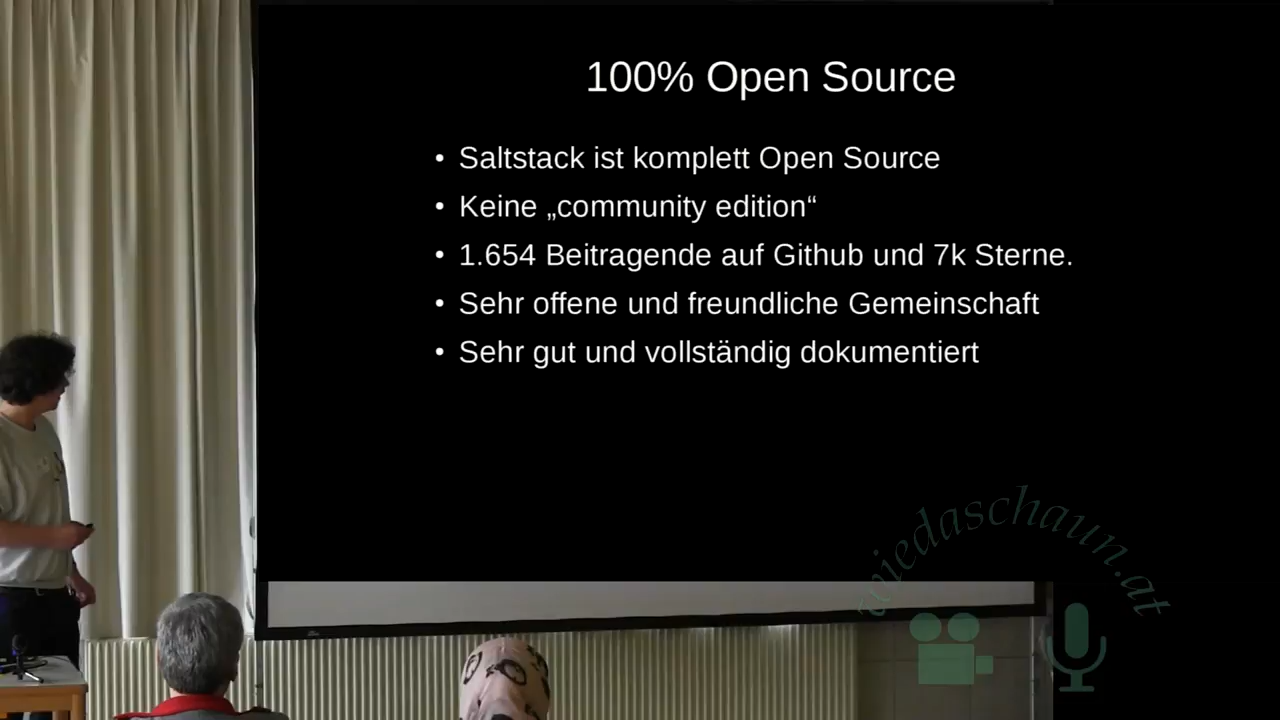 100% Open Source
• Saltstack ist komplett Open Source
• Keine „community edition“
• 1.654 Beitragende auf Github und 7k Sterne.
• Sehr offene und freundliche Gemeinschaft
• Sehr gut und vollständig dokumentiert
wiedaschaun.at